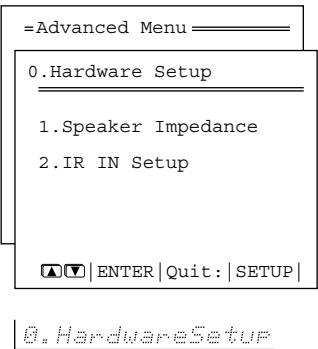 =Advanced Menu
0.Hardware Setup
1.Speaker Impedance
2.IR IN Setup
▲▼|ENTER|Quit:|SETUP|
0.HardwareSetup